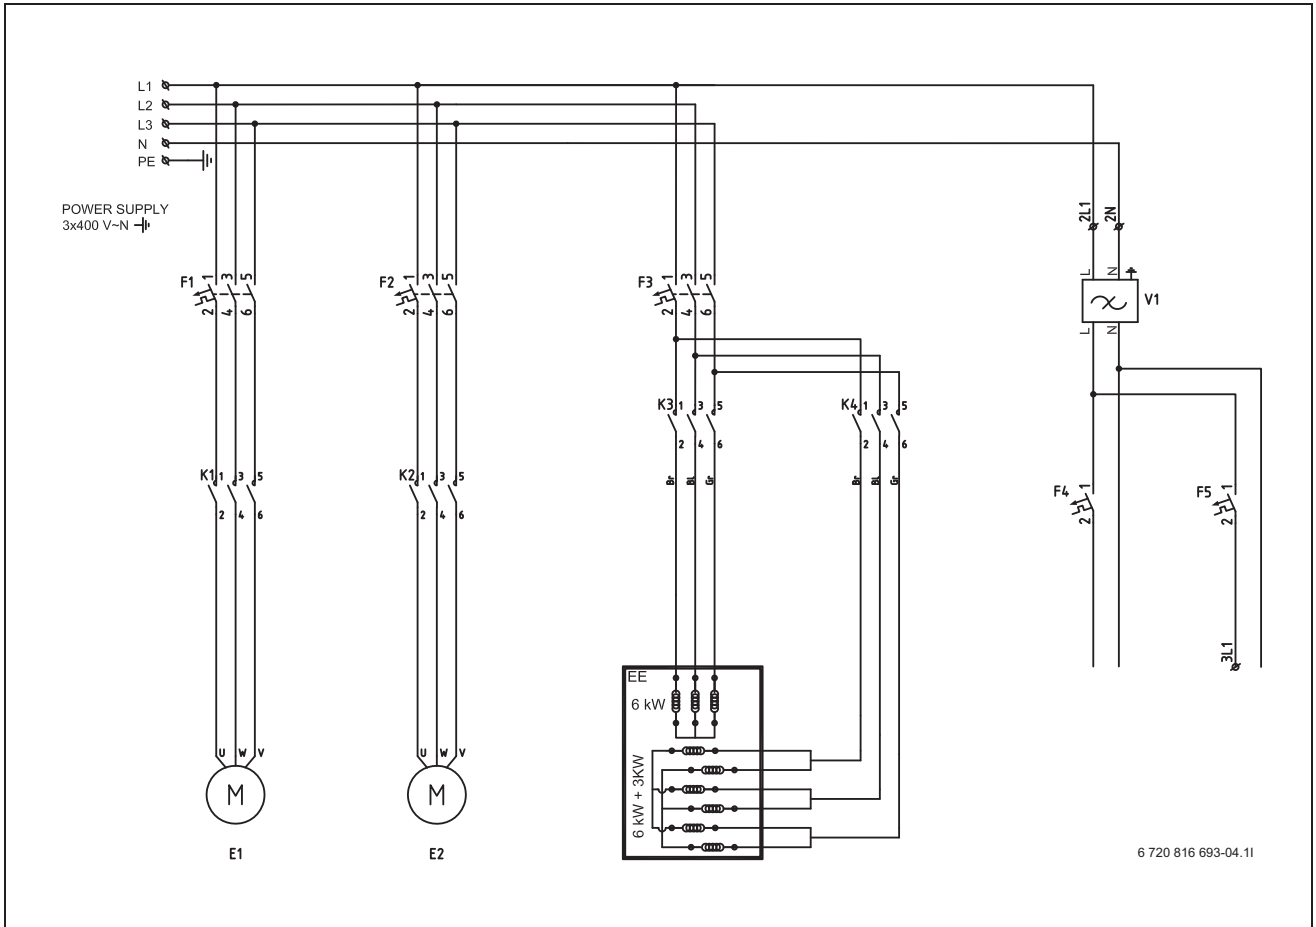 L1
L2
L3
N
PE
POWER SUPPLY
3x400 V~N
2L1 2N
L N
V1
L N
F1 1 3 5
2 4 6
F2 1 3 5
2 4 6
F3 1 3 5
2 4 6
K3 1 3 5
2 4 6
K4 1 3 5
2 4 6
Br Bl Gr
Br Bl Gr
K1 1 3 5
2 4 6
K2 1 3 5
2 4 6
F4 1
2
F5 1
2
3L1
EE
6 kW
6 kW + 3KW
U W V
M
E1
U W V
M
E2
6 720 816 693-04.1I